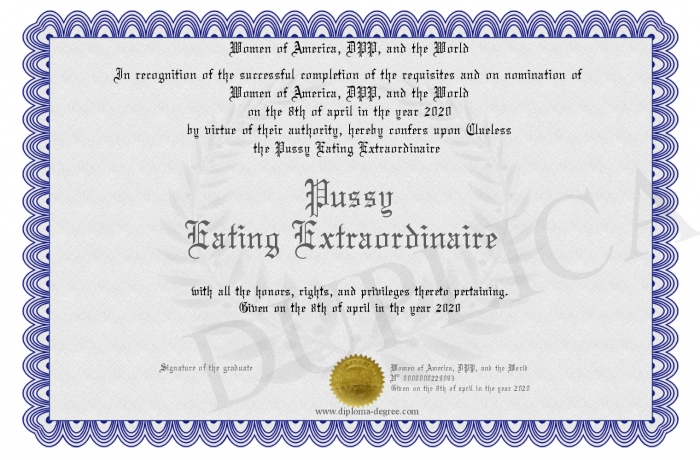 Women of America, DPP, and the World
In recognition of the successful completion of the requisites and on nomination of
Women of America, DPP, and the World
on the 8th of april in the year 2020
by virtue of their authority, hereby confers upon Clueless
the Pussy Eating Extraordinaire
Pussy
Eating Extraordinaire
with all the honors, rights, and privileges thereto pertaining.
Given on the 8th of april in the year 2020
Signature of the graduate
Women of America, DPP, and the World
Given on the 8th of april in the year 2020
www.diploma-degree.com
DUPLICA